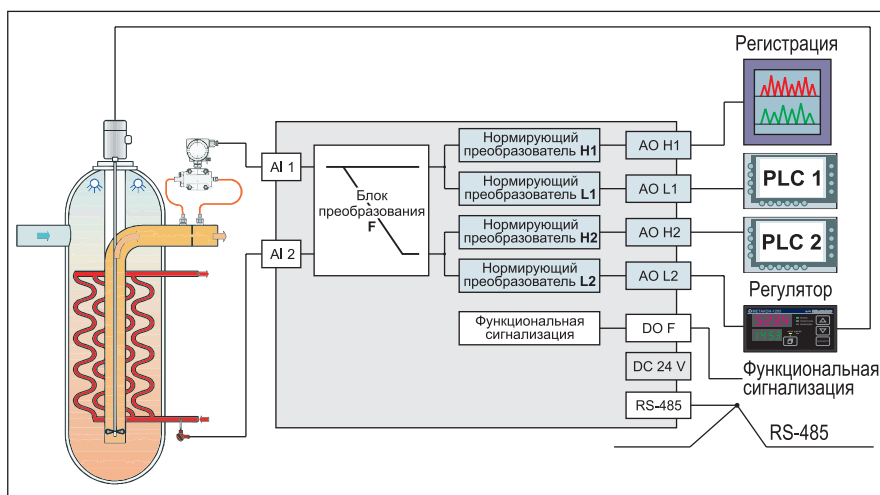 Регистрация
Нормирующий
преобразователь H1
AO H1
AI 1
Нормирующий
преобразователь L1
AO L1
PLC 1
Блок
преобразования
F
Нормирующий
преобразователь H2
AO H2
PLC 2
AI 2
Нормирующий
преобразователь L2
AO L2
Регулятор
Функциональная
сигнализация
DO F
DC 24 V
Функциональная
сигнализация
RS-485
RS-485